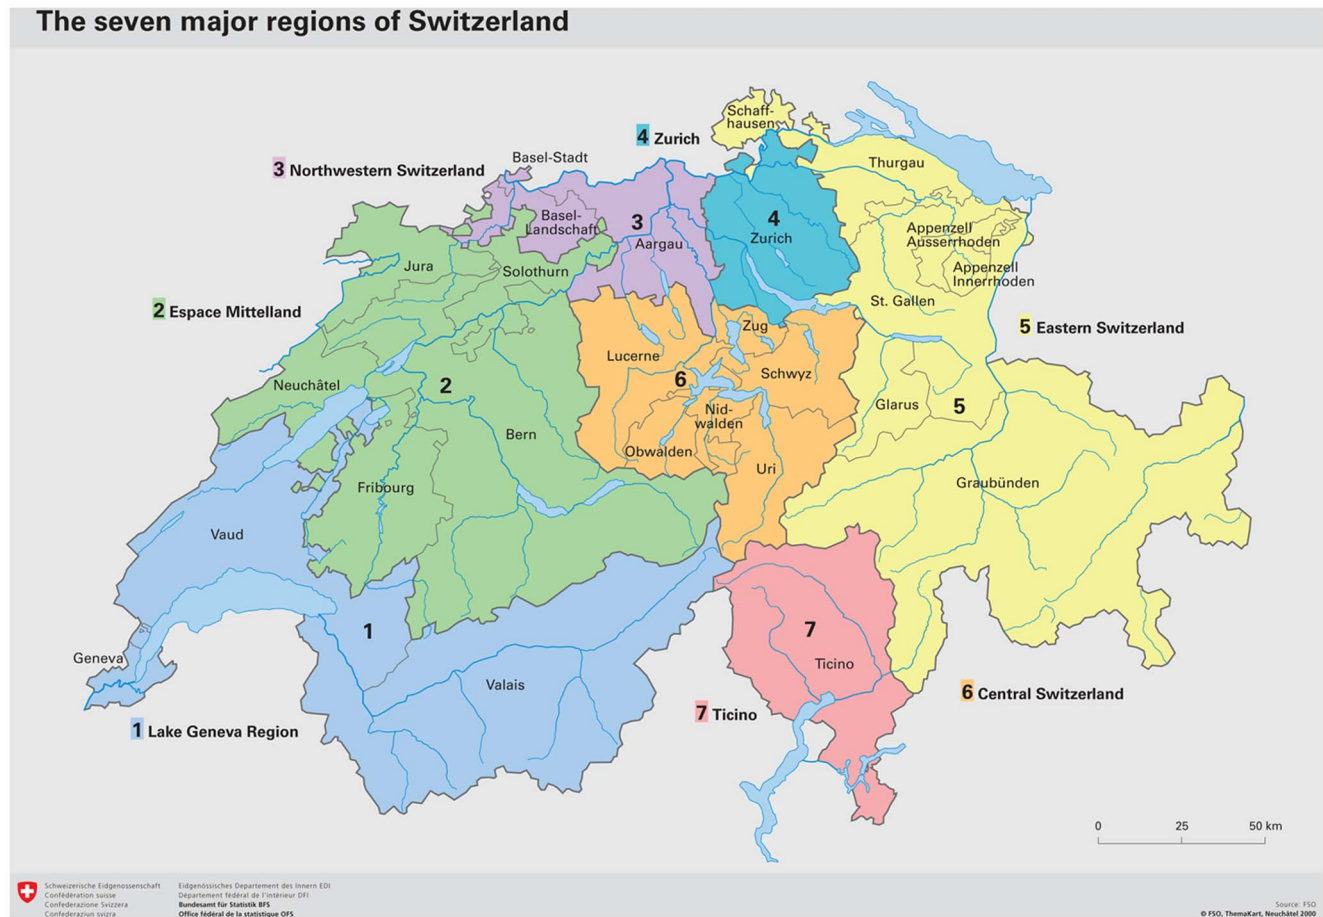 The seven major regions of Switzerland
Schaff-
hausen
4 Zurich
Basel-Stadt
3 Northwestern Switzerland
Thurgau
Basel-
Landschaft
3
Aargau
4
Zurich
Appenzell
Ausserrhoden
Jura
Solothurn
Appenzell
Innerrhoden
2 Espace Mittelland
St. Gallen
5 Eastern Switzerland
Zug
Lucerne
6
Schwyz
Neuchâtel
2
Glarus
5
Nid-
walden
Bern
Obwalden
Uri
Fribourg
Graubünden
Vaud
1
7
Geneva
Ticino
Valais
6 Central Switzerland
7 Ticino
1 Lake Geneva Region
0 25 50 km
Schweizerische Eidgenossenschaft
Confédération suisse
Confederazione Svizzera
Confederaziun svizra
Eidgenössisches Departement des Innern EDI
Département fédéral de l'intérieur DFI
Bundesamt für Statistik BFS
Office fédéral de la statistique OFS
Source: FSO
© FSO, ThemaKart, Neuchâtel 2000